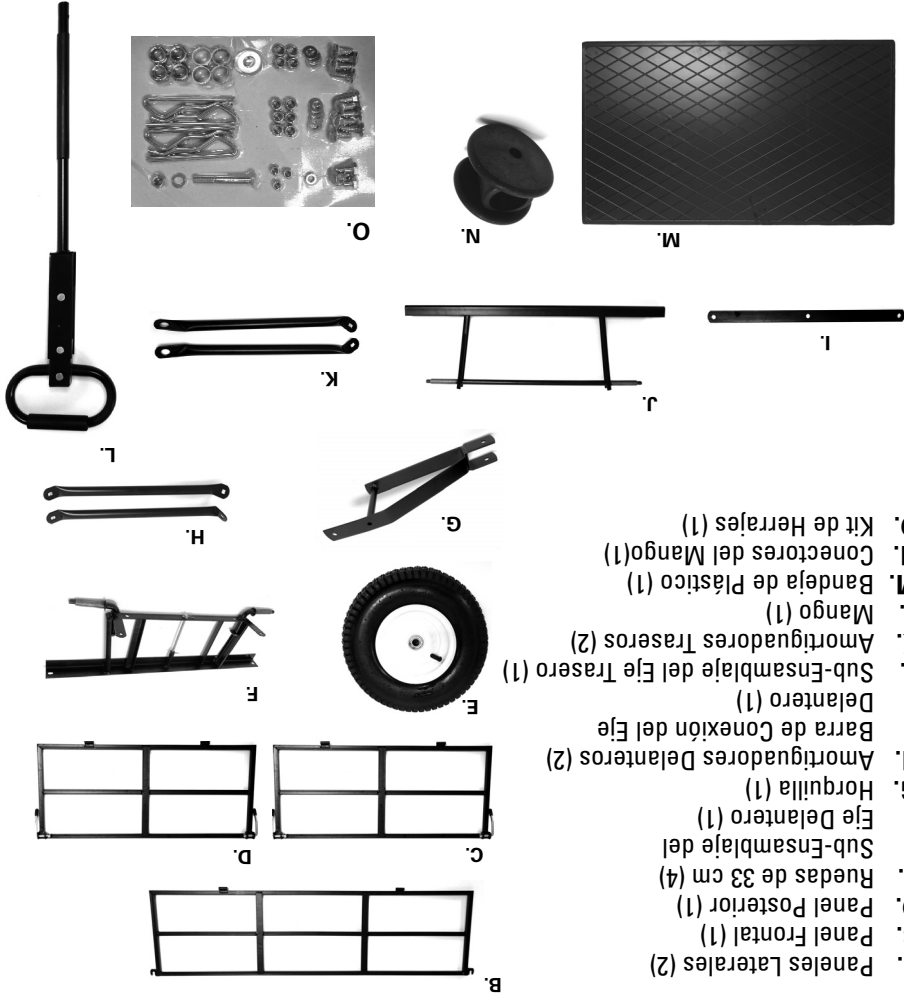 Paneles Laterales (2)
Panel Frontal (1)
Panel Posterior (1)
Ruedas de 33 cm (4)
Sub-Ensamblaje del
Eje Delantero (1)
Horquilla (1)
Amortiguadores Delanteros (2)
Barra de Conexión del Eje
Delantero (1)
Sub-Ensamblaje del Eje Trasero (1)
Amortiguadores Traseros (2)
Mango (1)
M. Bandeja de Plástico (1)
Conectores del Mango(1)
Kit de Herrajes (1)
B.
C.
D.
E.
F.
G.
H.
I.
J.
K.
L.
M.
N.
O.